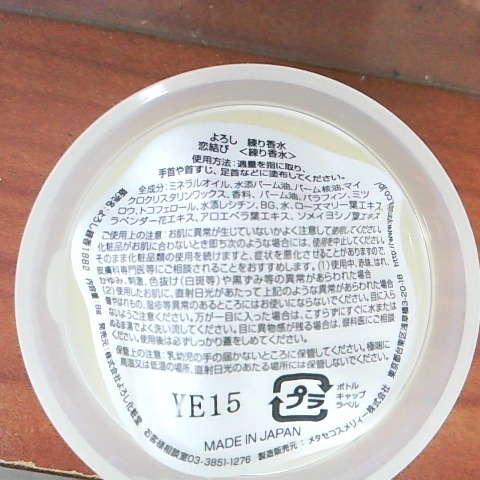 よろし 練り香水
恋結び <練り香水>
使用方法：適量を指に取り、
手首や首すじ、足首などに塗布してください。
全成分：ミネラルオイル、水添パーム油、パーム核油、マイ
クロクリスタリンワックス、香料、パーム油、パラフィン、ミツ
ロウ、トコフェロール、水添レシチン、BG、水、ローズマリー葉エキス、
ラベンダー花エキス、アロエベラ葉エキス、ソメイヨシノ葉エキス
ご使用上の注意：お肌に異常が生じていないかよく注意して使用してください。
化粧品がお肌に合わないとき即ち次のような場合には、使用を中止してください。
そのまま化粧品類の使用を続けますと、症状を悪化させることがありますので、
皮膚科専門医等にご相談されることをおすすめします。(1)使用中、赤味、はれ、
かゆみ、刺激、色抜け(白斑等)や黒ずみ等の異常があらわれた場合
(2)使用したお肌に、直射日光があたって上記のような異常があらわれた場合
傷やはれもの、湿疹等異常のあるところにはお使いにならないでください。目に入ら
ないようご注意ください。万が一目に入った場合は、こすらずにすぐに水または
ぬるま湯でよく洗い流してください。目に異物感が残る場合は、眼科医にご相談
ください。使用後は必ずしっかり蓋をしめてください。
保管上の注意：乳幼児の手の届かないところに保管してください。極端に
高温又は低温の場所、直射日光のあたる場所には保管しないでください。
YE15
プラ
ボトル
キャップ
ラベル
MADE IN JAPAN
内容量：8g 発売元：株式会社よろし化粧堂
お客様相談室03-3851-1276
製造販売元：メタセコスメリィー株式会社